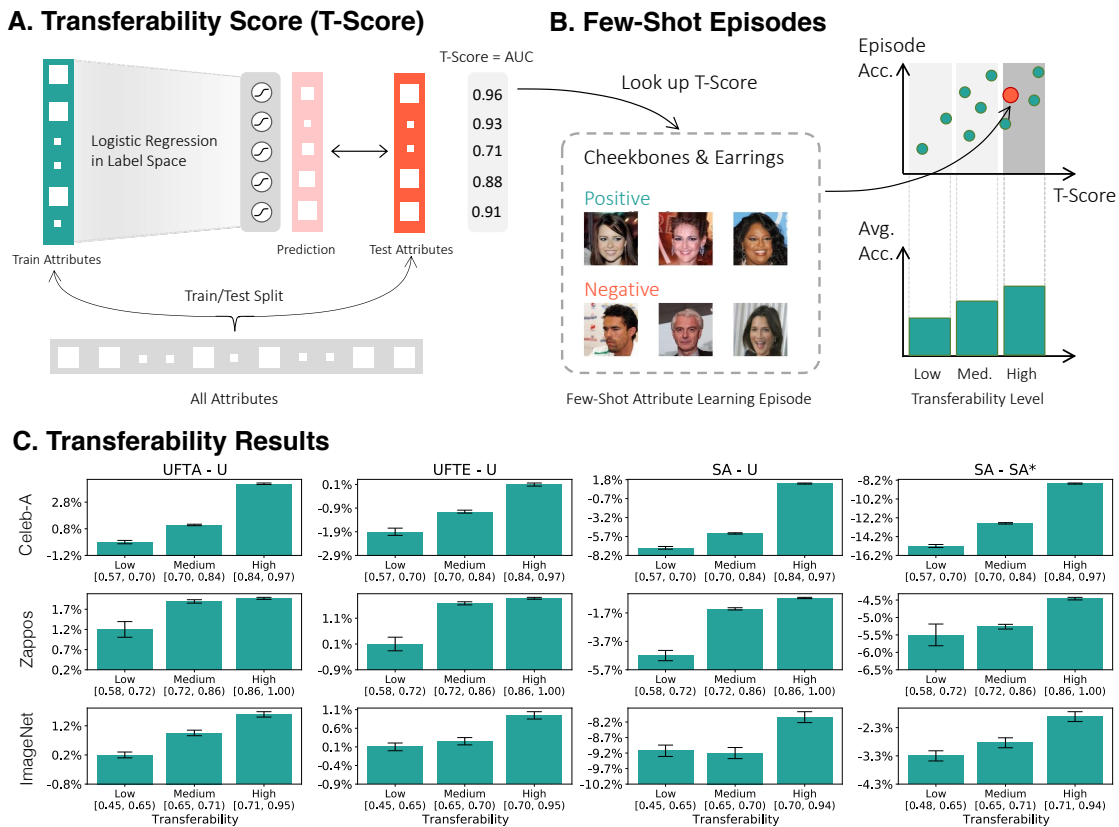 A. Transferability Score (T-Score)
T-Score = AUC
Logistic Regression
in Label Space
0.96
0.93
0.71
0.88
0.91
Train Attributes
Prediction
Test Attributes
Train/Test Split
All Attributes
B. Few-Shot Episodes
Look up T-Score
Cheekbones & Earrings
Positive
Negative
Few-Shot Attribute Learning Episode
Episode
Acc.
T-Score
Avg.
Acc.
Low Med. High
Transferability Level
C. Transferability Results
Celeb-A
UFTA - U
2.8%
0.8%
-1.2%
Low Medium High
[0.57, 0.70] [0.70, 0.84] [0.84, 0.97]
UFTE - U
0.1%
-0.9%
-1.9%
-2.9%
Low Medium High
[0.57, 0.70] [0.70, 0.84] [0.84, 0.97]
SA - U
1.8%
-0.7%
-3.2%
-5.7%
-8.2%
Low Medium High
[0.57, 0.70] [0.70, 0.84] [0.84, 0.97]
SA - SA*
-8.2%
-10.2%
-12.2%
-14.2%
-16.2%
Low Medium High
[0.57, 0.70] [0.70, 0.84] [0.84, 0.97]
Zappos
1.7%
1.2%
0.7%
0.2%
Low Medium High
[0.58, 0.72] [0.72, 0.86] [0.86, 1.00]
1.1%
0.1%
-0.9%
Low Medium High
[0.58, 0.72] [0.72, 0.86] [0.86, 1.00]
-1.7%
-3.7%
-5.7%
Low Medium High
[0.58, 0.72] [0.72, 0.86] [0.86, 1.00]
-4.5%
-5.0%
-5.5%
-6.0%
-6.5%
Low Medium High
[0.58, 0.72] [0.72, 0.86] [0.86, 1.00]
ImageNet
1.2%
0.2%
-0.8%
Low Medium High
[0.45, 0.65] [0.65, 0.71] [0.71, 0.95]
Transferability
1.1%
0.6%
0.1%
-0.4%
-0.9%
Low Medium High
[0.45, 0.65] [0.65, 0.70] [0.70, 0.95]
Transferability
-8.2%
-8.7%
-9.2%
-9.7%
-10.2%
Low Medium High
[0.45, 0.65] [0.65, 0.70] [0.70, 0.94]
Transferability
-2.3%
-3.3%
-4.3%
Low Medium High
[0.48, 0.65] [0.65, 0.71] [0.71, 0.94]
Transferability